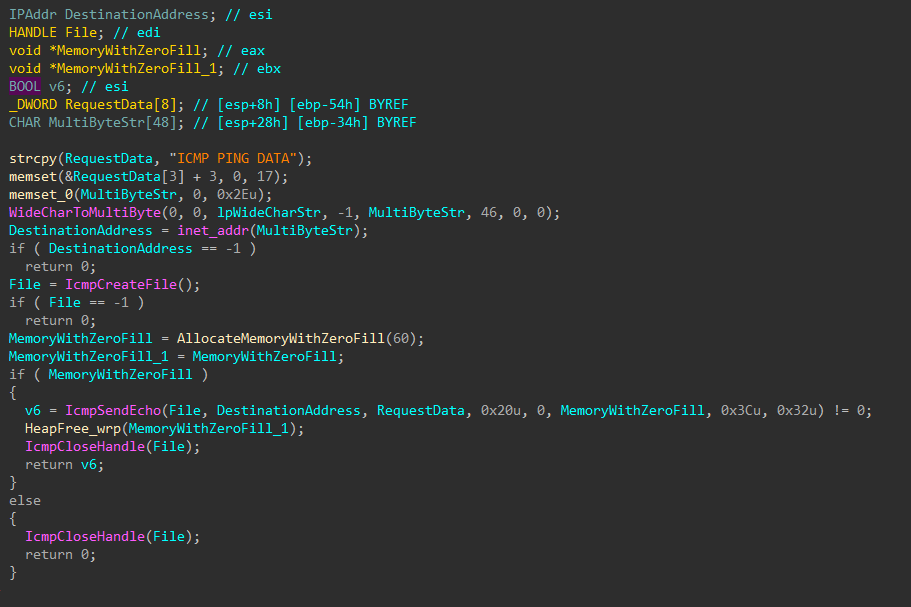 IPAddr DestinationAddress; // esi
HANDLE File; // edi
void *MemoryWithZeroFill; // eax
void *MemoryWithZeroFill_1; // ebx
BOOL v6; // esi
_DWORD RequestData[8]; // [esp+8h] [ebp-54h] BYREF
CHAR MultiByteStr[48]; // [esp+28h] [ebp-34h] BYREF

strcpy(RequestData, "ICMP PING DATA");
memset(&RequestData[3] + 3, 0, 17);
memset_0(MultiByteStr, 0, 0x2Eu);
WideCharToMultiByte(0, 0, lpWideCharStr, -1, MultiByteStr, 46, 0, 0);
DestinationAddress = inet_addr(MultiByteStr);
if ( DestinationAddress == -1 )
  return 0;
File = IcmpCreateFile();
if ( File == -1 )
  return 0;
MemoryWithZeroFill = AllocateMemoryWithZeroFill(60);
MemoryWithZeroFill_1 = MemoryWithZeroFill;
if ( MemoryWithZeroFill )
{
  v6 = IcmpSendEcho(File, DestinationAddress, RequestData, 0x20u, 0, MemoryWithZeroFill, 0x3Cu, 0x32u) != 0;
  HeapFree_wrp(MemoryWithZeroFill_1);
  IcmpCloseHandle(File);
  return v6;
}
else
{
  IcmpCloseHandle(File);
  return 0;
}